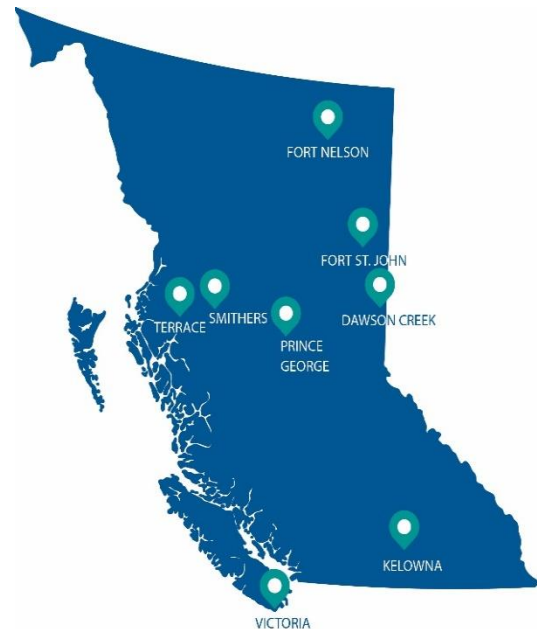 FORT NELSON
FORT ST. JOHN
DAWSON CREEK
TERRACE
SMITHERS
PRINCE
GEORGE
KELOWNA
VICTORIA